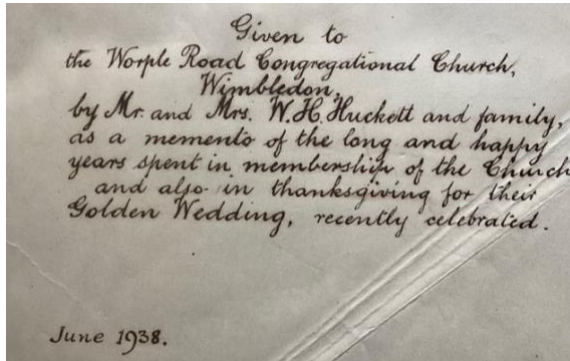 Given to
the Worple Road Congregational Church,
Wimbledon,
by Mr. and Mrs. W.H. Huckett and family,
as a memento of the long and happy
years spent in membership of the Church
and also in thanksgiving for their
Golden Wedding, recently celebrated.
June 1938.